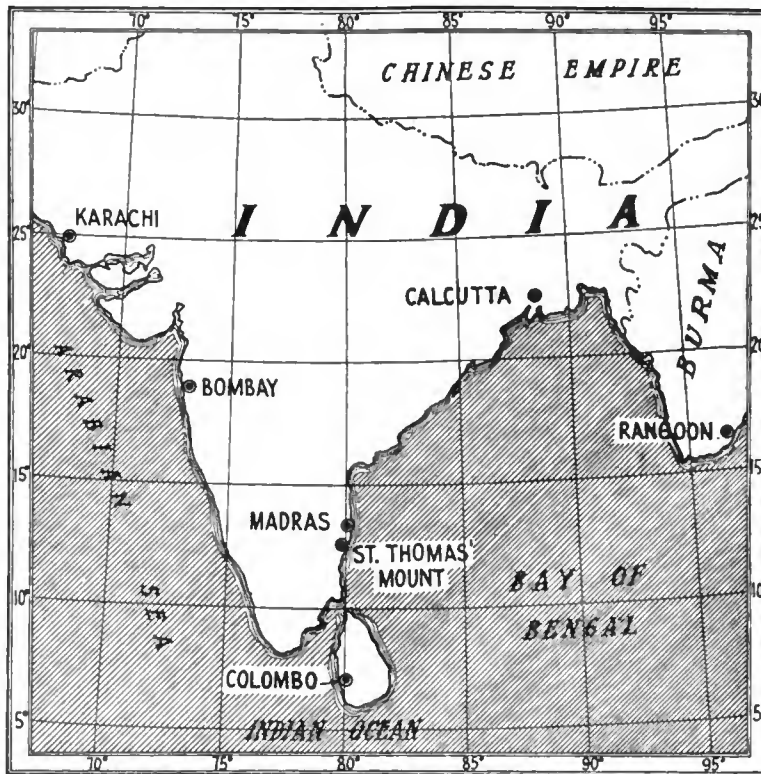 10° 75° 80° 85° 90° 95°
CHINESE EMPIRE
30° 30
KARACHI
INDIA
25° 25
BURMA
CALCUTTA
20° 20
ARABIAN
SEA
BOMBAY
RANGOON
15° 15
MADRAS
ST. THOMAS'
MOUNT
BAY OF
BENGAL
10° 10
COLOMBO
5° 5
INDIAN OCEAN
10° 75° 80° 85° 90° 95°